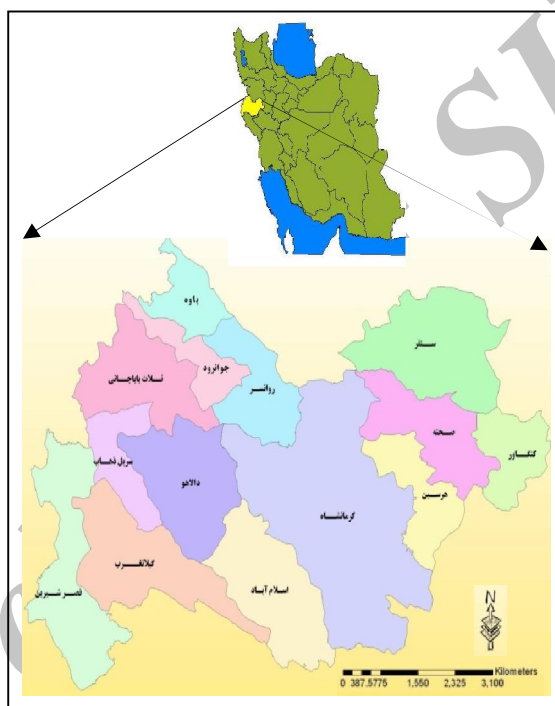 پاوه
سنقر
جوانرود
روانسر
ثلاث باباجانی
صحنه
کنگاور
سرپل ذهاب
دالاهو
هرسین
کرمانشاه
گیلانغرب
اسلام آباد
قصر شیرین
N
Kilometers
0 387.5775 1,550 2,325 3,100